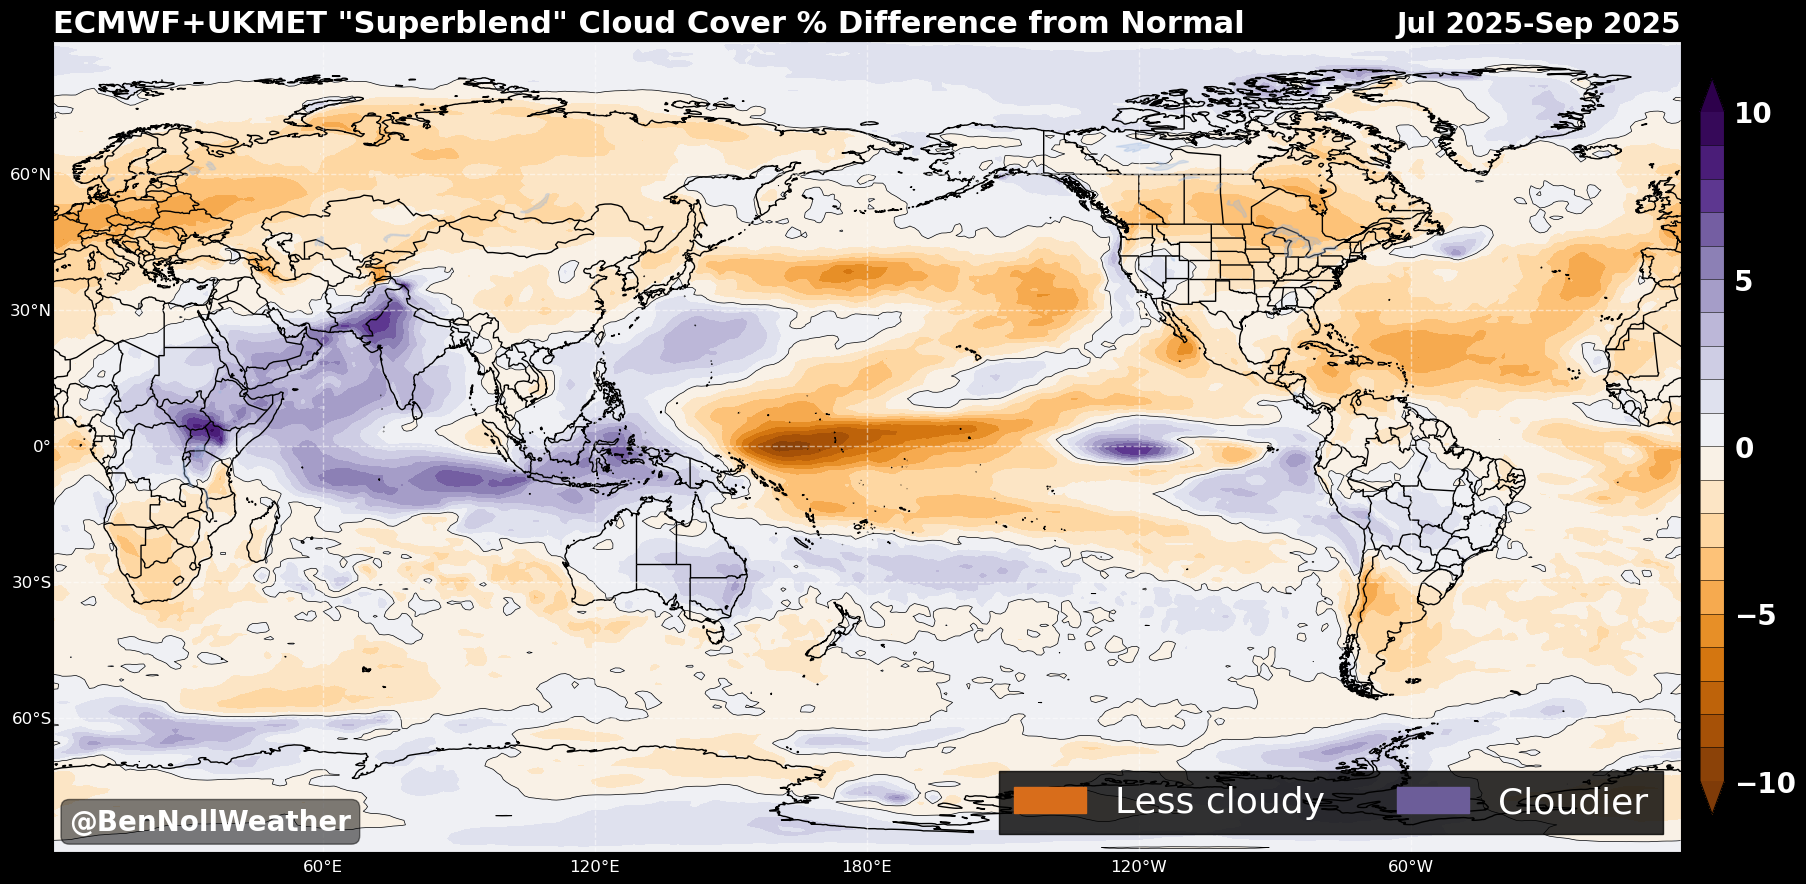 ECMWF+UKMET "Superblend" Cloud Cover % Difference from Normal
Jul 2025-Sep 2025
10
5
0
−5
−10
60°N
30°N
0°
30°S
60°S
60°E
120°E
180°E
120°W
60°W
Less cloudy
Cloudier
@BenNollWeather